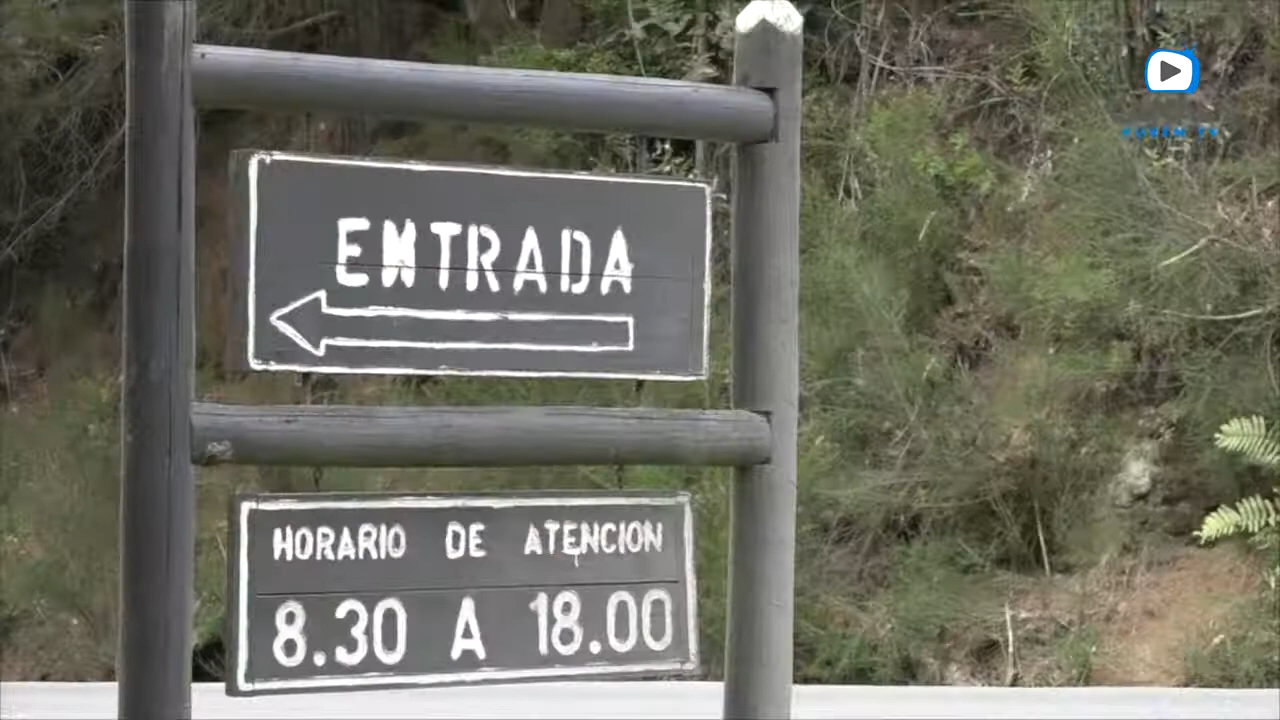 ENTRADA
HORARIO DE ATENCION
8.30 A 18.00